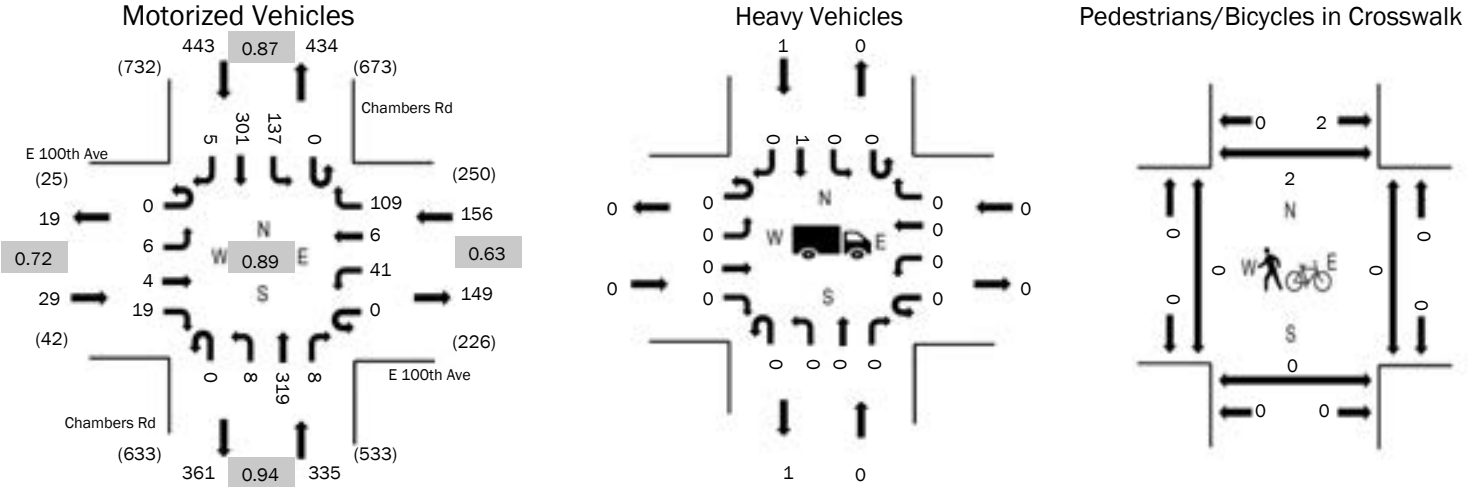 Motorized Vehicles
443 0.87 434
(732) (673)
Chambers Rd
5 301 137 0
E 100th Ave
(25) (250)
0 109
19 156
N
6 6
0.72 W 0.89 E 0.63
4 41
S
29 149
19 0
(42) (226)
0 8 319 8
E 100th Ave
Chambers Rd
(633) (533)
361 0.94 335
Heavy Vehicles
1 0
0 1 0 0
0 0
0 0
N
0 0
W E
0 0
0 0
S
0 0
0 0 0 0
1 0
Pedestrians/Bicycles in Crosswalk
0 2
2
N
0 0
0 W E 0
0 0
S
0
0 0